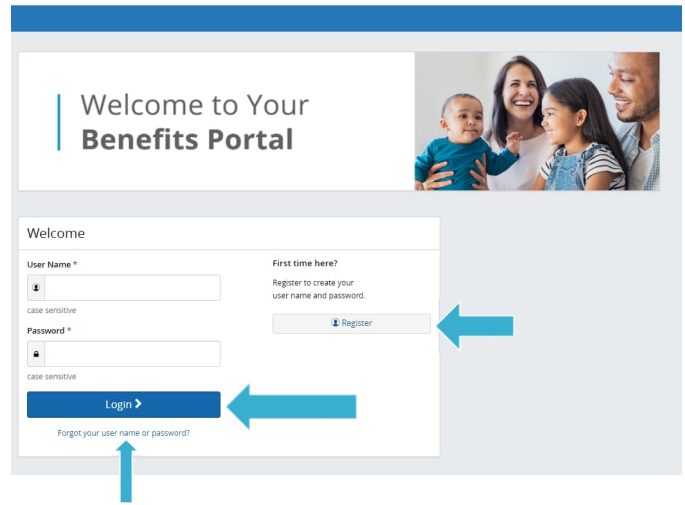 Welcome to Your
Benefits Portal
Welcome
User Name *
case sensitive
Password *
case sensitive
Login
Forgot your user name or password?
First time here?
Register to create your
user name and password.
Register